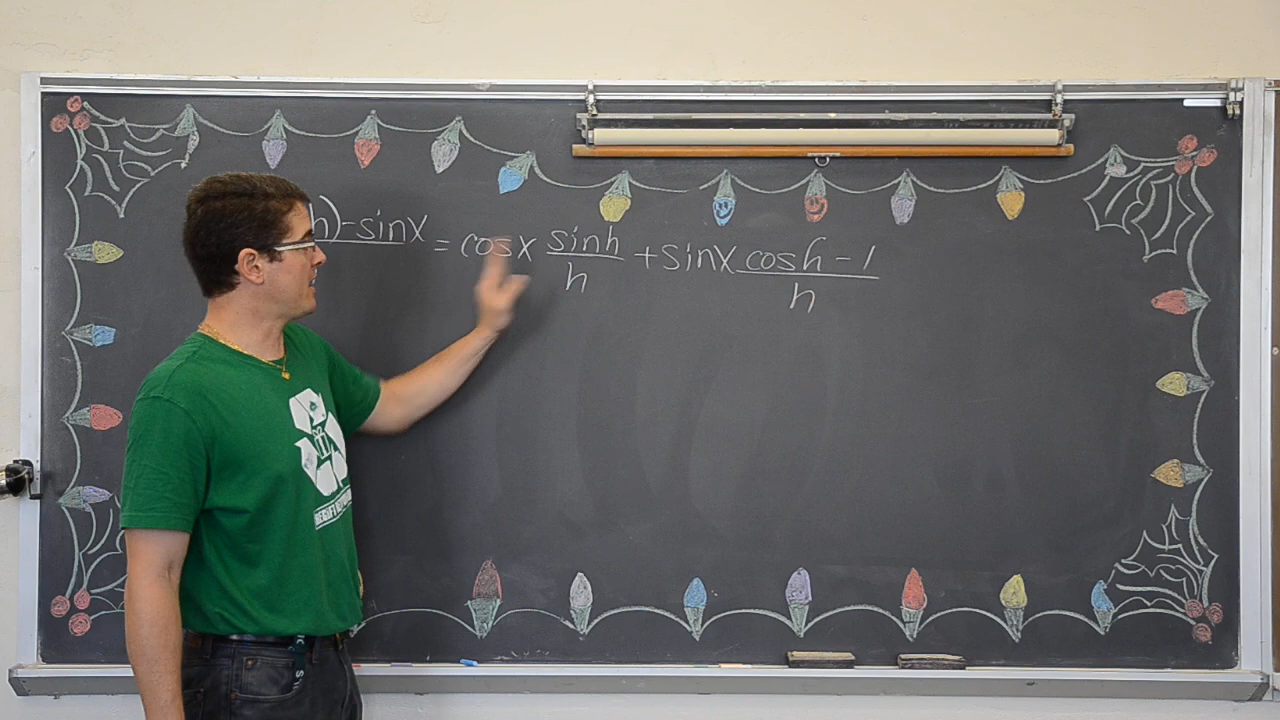 h)-sinx = cosx sinh/h + sinx cosh-1/h